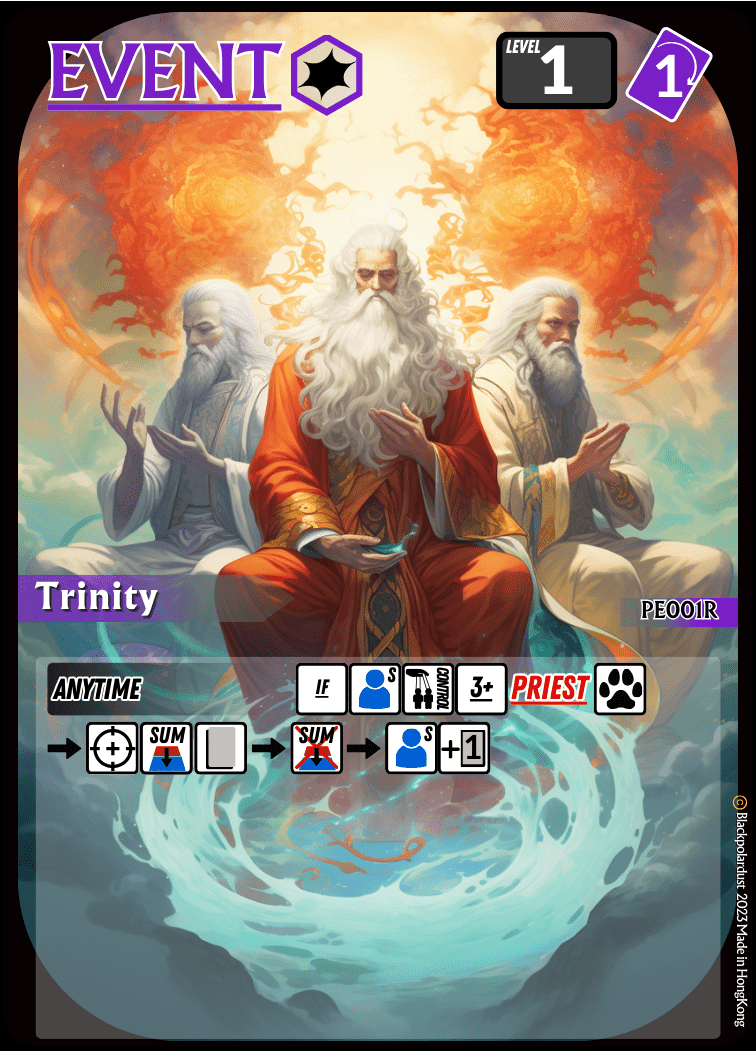 EVENT
LEVEL 1
1
Trinity
PE001R
ANYTIME IF S CONTROL 3+ PRIEST
SUM SUM S +1
© Blackpolardust 2023 Made in HongKong